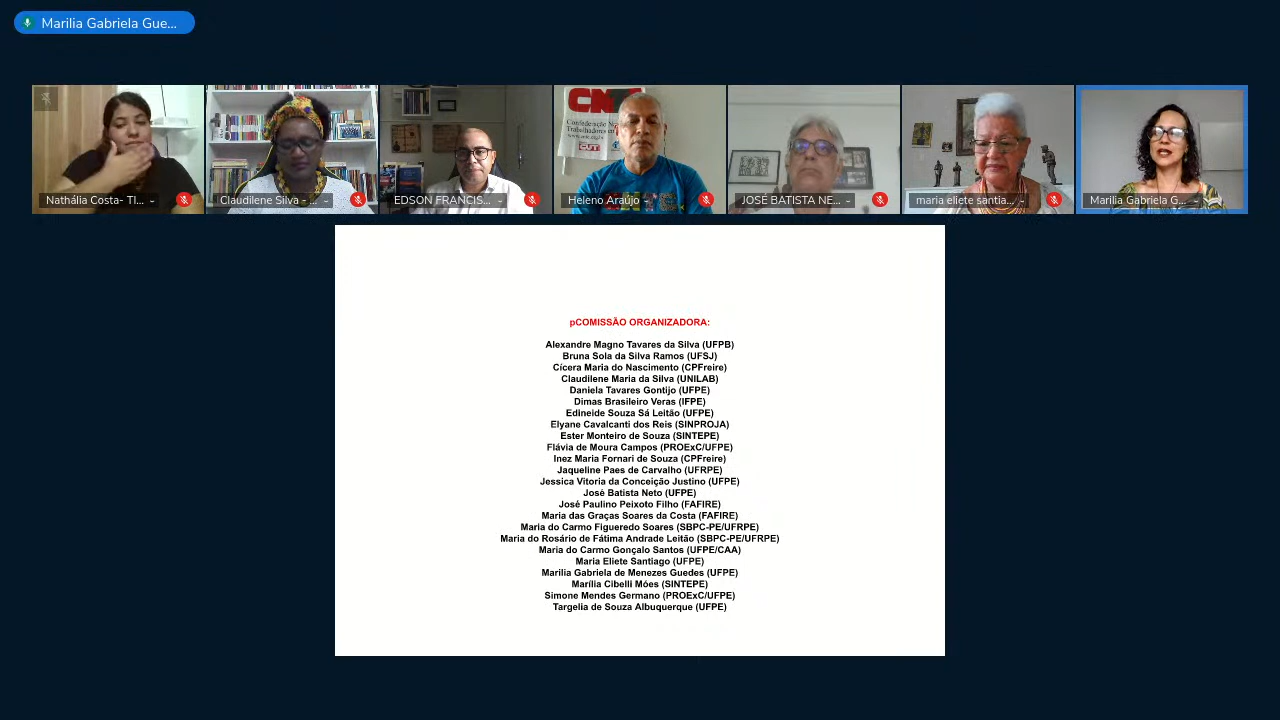 Marilia Gabriela Gue...
CN
Confederação Na
Trabalhadores em
CUT
Nathália Costa- TI...
Claudilene Silva - ...
EDSON FRANCIS...
Heleno Araújo
JOSÉ BATISTA NE...
maria eliete santia...
Marilia Gabriela G...
pCOMISSÃO ORGANIZADORA:
Alexandre Magno Tavares da Silva (UFPB)
Bruna Sola da Silva Ramos (UFSJ)
Cícera Maria do Nascimento (CPFreire)
Claudilene Maria da Silva (UNILAB)
Daniela Tavares Gontijo (UFPE)
Dimas Brasileiro Veras (IFPE)
Edineide Souza Sá Leitão (UFPE)
Elyane Cavalcanti dos Reis (SINPROJA)
Ester Monteiro de Souza (SINTEPE)
Flávia de Moura Campos (PROExC/UFPE)
Inez Maria Fornari de Souza (CPFreire)
Jaqueline Paes de Carvalho (UFRPE)
Jessica Vitoria da Conceição Justino (UFPE)
José Batista Neto (UFPE)
José Paulino Peixoto Filho (FAFIRE)
Maria das Graças Soares da Costa (FAFIRE)
Maria do Carmo Figueredo Soares (SBPC-PE/UFRPE)
Maria do Rosário de Fátima Andrade Leitão (SBPC-PE/UFRPE)
Maria do Carmo Gonçalo Santos (UFPE/CAA)
Maria Eliete Santiago (UFPE)
Marilia Gabriela de Menezes Guedes (UFPE)
Marília Cibelli Móes (SINTEPE)
Simone Mendes Germano (PROExC/UFPE)
Targelia de Souza Albuquerque (UFPE)